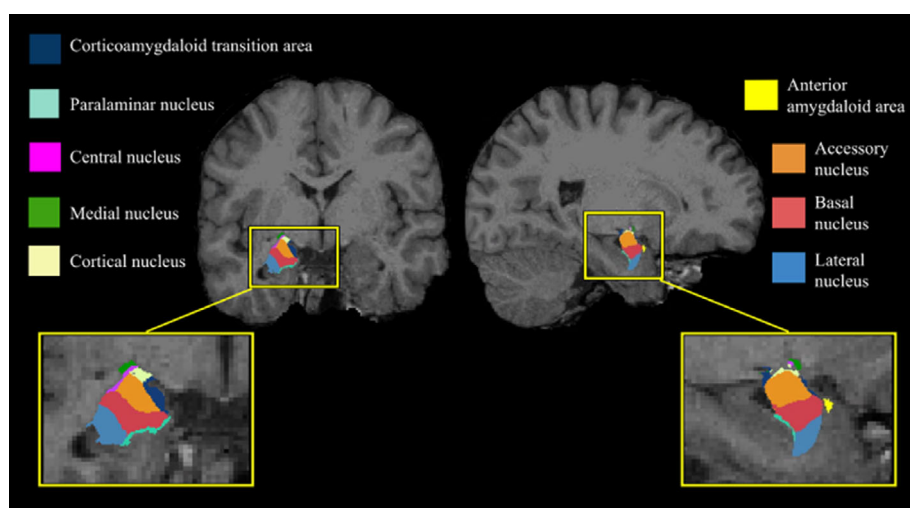 Corticoamygdaloid transition area
Paralaminar nucleus
Central nucleus
Medial nucleus
Cortical nucleus
Anterior
amygdaloid area
Accessory
nucleus
Basal
nucleus
Lateral
nucleus